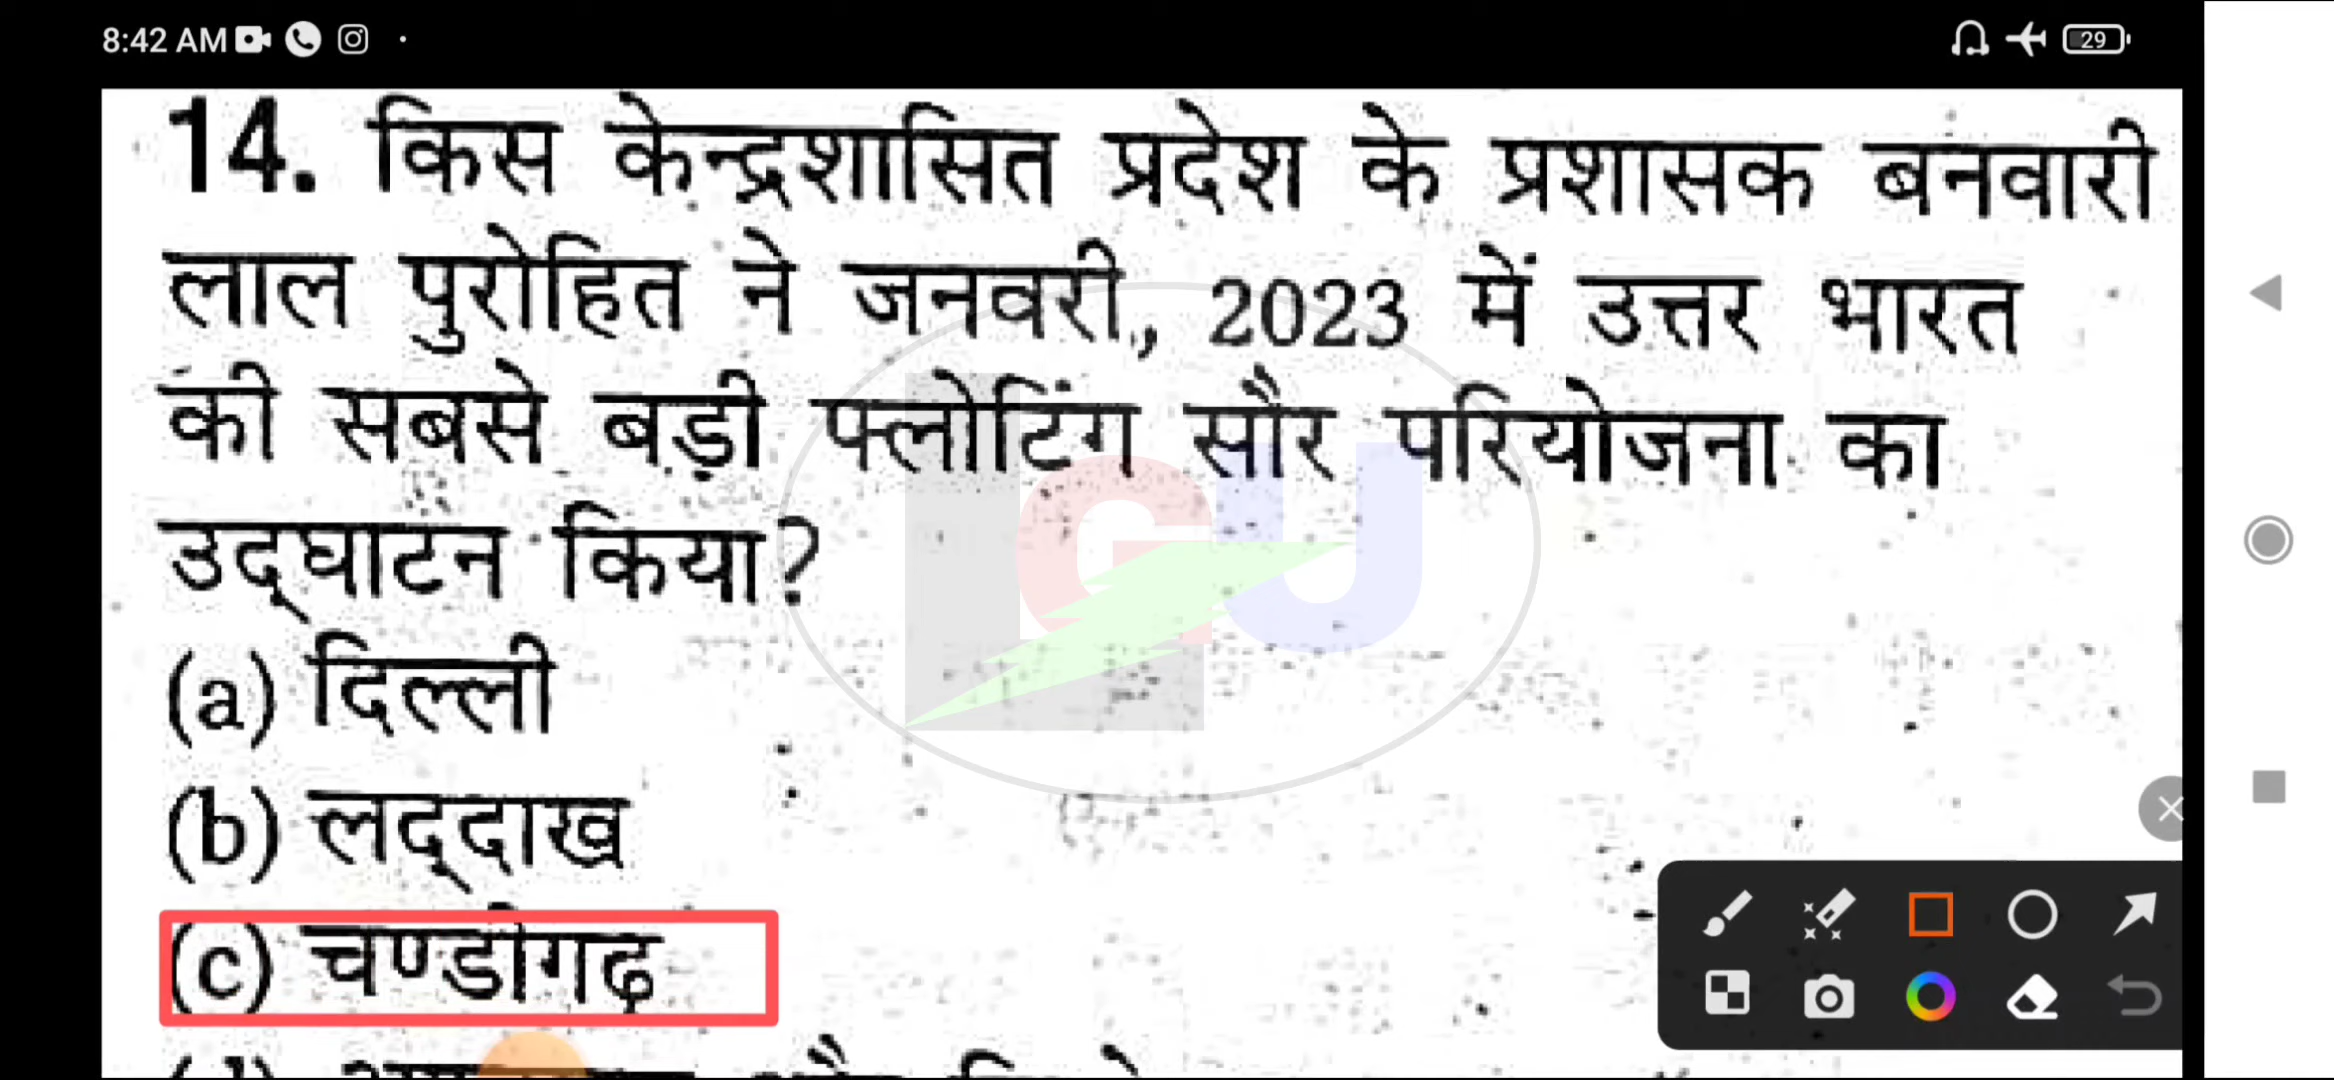 8:42 AM
29
14. किस केन्द्रशासित प्रदेश के प्रशासक बनवारी
लाल पुरोहित ने जनवरी, 2023 में उत्तर भारत
की सबसे बड़ी फ्लोटिंग सौर परियोजना का
उद्घाटन किया?
GU
(a) दिल्ली
(b) लद्दाख
(c) चण्डीगढ़